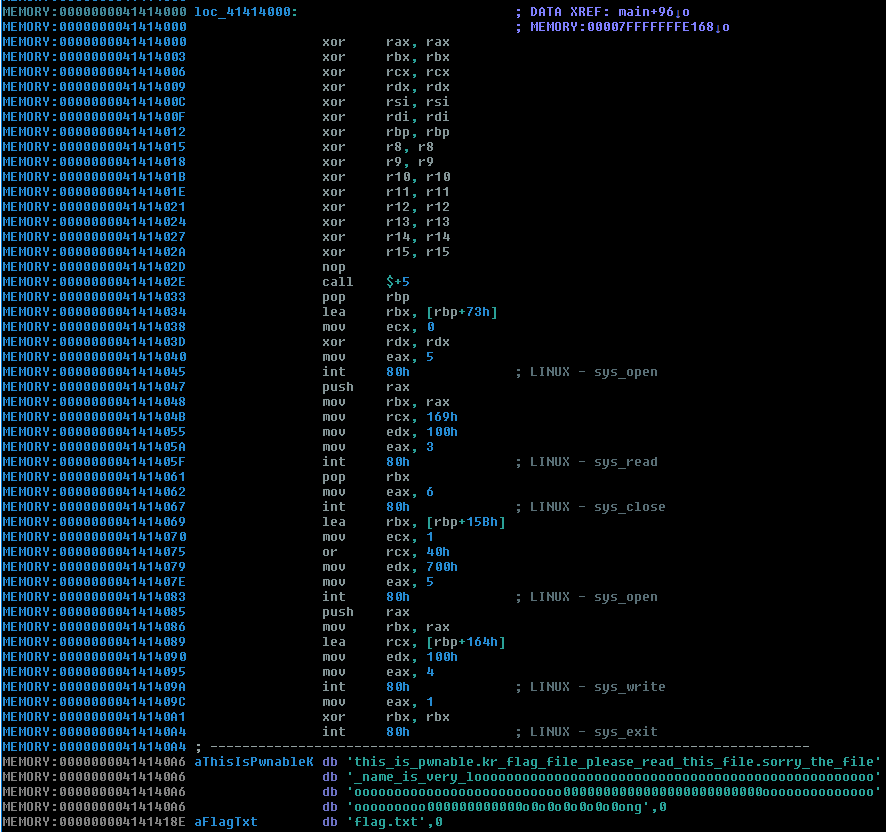 MEMORY:0000000041414000
MEMORY:0000000041414000 loc_41414000: ; DATA XREF: main+96↓o
MEMORY:0000000041414000 ; MEMORY:00007FFFFFFFE168↓o
MEMORY:0000000041414000 xor rax, rax
MEMORY:0000000041414003 xor rbx, rbx
MEMORY:0000000041414006 xor rcx, rcx
MEMORY:0000000041414009 xor rdx, rdx
MEMORY:000000004141400C xor rsi, rsi
MEMORY:000000004141400F xor rdi, rdi
MEMORY:0000000041414012 xor rbp, rbp
MEMORY:0000000041414015 xor r8, r8
MEMORY:0000000041414018 xor r9, r9
MEMORY:000000004141401B xor r10, r10
MEMORY:000000004141401E xor r11, r11
MEMORY:0000000041414021 xor r12, r12
MEMORY:0000000041414024 xor r13, r13
MEMORY:0000000041414027 xor r14, r14
MEMORY:000000004141402A xor r15, r15
MEMORY:000000004141402D nop
MEMORY:000000004141402E call $+5
MEMORY:0000000041414033 pop rbp
MEMORY:0000000041414034 lea rbx, [rbp+73h]
MEMORY:0000000041414038 mov ecx, 0
MEMORY:000000004141403D xor rdx, rdx
MEMORY:0000000041414040 mov eax, 5
MEMORY:0000000041414045 int 80h ; LINUX - sys_open
MEMORY:0000000041414047 push rax
MEMORY:0000000041414048 mov rbx, rax
MEMORY:000000004141404B mov rcx, 169h
MEMORY:0000000041414055 mov edx, 100h
MEMORY:000000004141405A mov eax, 3
MEMORY:000000004141405F int 80h ; LINUX - sys_read
MEMORY:0000000041414061 pop rbx
MEMORY:0000000041414062 mov eax, 6
MEMORY:0000000041414067 int 80h ; LINUX - sys_close
MEMORY:0000000041414069 lea rbx, [rbp+15Bh]
MEMORY:0000000041414070 mov ecx, 1
MEMORY:0000000041414075 or rcx, 40h
MEMORY:0000000041414079 mov edx, 700h
MEMORY:000000004141407E mov eax, 5
MEMORY:0000000041414083 int 80h ; LINUX - sys_open
MEMORY:0000000041414085 push rax
MEMORY:0000000041414086 mov rbx, rax
MEMORY:0000000041414089 lea rcx, [rbp+164h]
MEMORY:0000000041414090 mov edx, 100h
MEMORY:0000000041414095 mov eax, 4
MEMORY:000000004141409A int 80h ; LINUX - sys_write
MEMORY:000000004141409C mov eax, 1
MEMORY:00000000414140A1 xor rbx, rbx
MEMORY:00000000414140A4 int 80h ; LINUX - sys_exit
MEMORY:00000000414140A4 ; ---------------------------------------------------------------------------
MEMORY:00000000414140A6 aThisIsPwnableK db 'this_is_pwnable.kr_flag_file_please_read_this_file.sorry_the_file'
MEMORY:00000000414140A6 db '_name_is_very_loooooooooooooooooooooooooooooooooooooooooooooooooo'
MEMORY:00000000414140A6 db 'oooooooooooooooooooooooooo0000000000000000000000000oooooooooooooo'
MEMORY:00000000414140A6 db 'ooooooooo000000000000o0o0o0o0o0o0ong',0
MEMORY:000000004141418E aFlagTxt db 'flag.txt',0